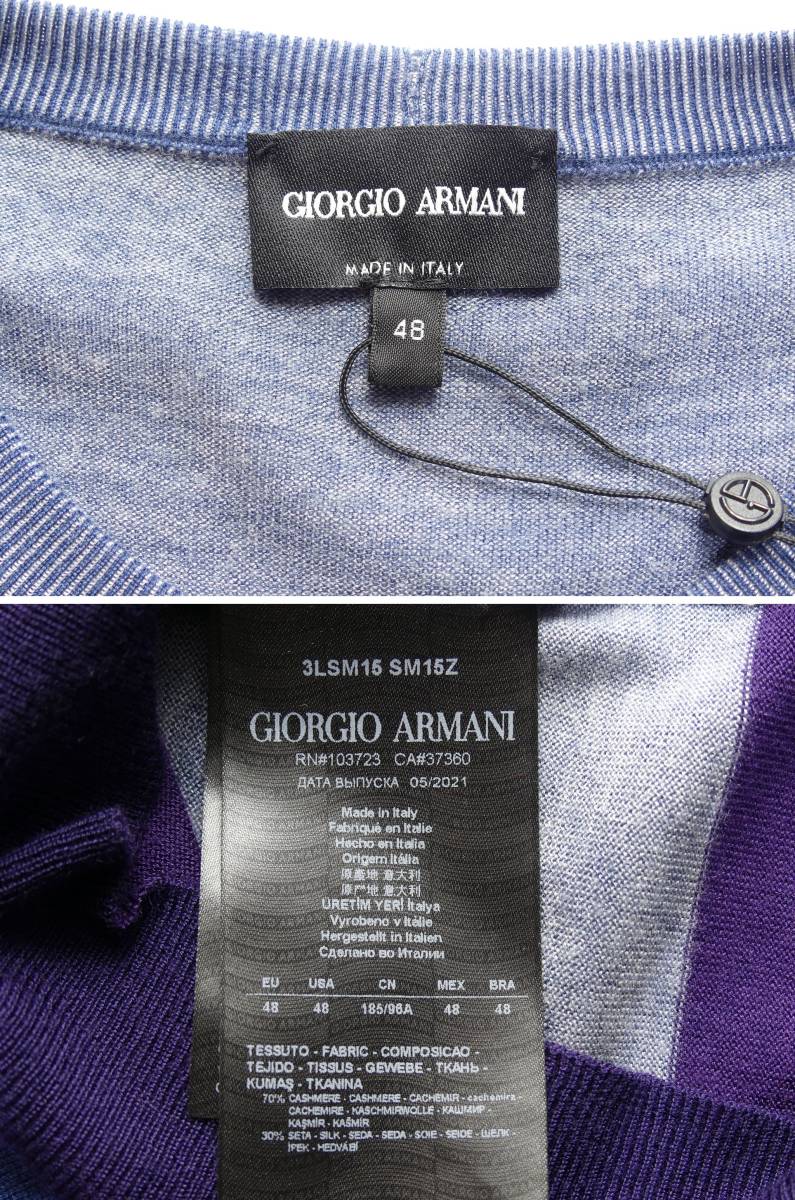 GIORGIO ARMANI
MADE IN ITALY
48
3LSM15 SM15Z
GIORGIO ARMANI
RN#103723 CA#37360
ДАТА ВЫПУСКА 05/2021
Made in Italy
Fabriqué en Italie
Hecho en Italia
Origem Itália
原產地 意大利
原产地 意大利
ÜRETİM YERİ İtalya
Vyrobeno v Itálie
Hergestellt in Italien
Сделано во Италии
EU USA CN MEX BRA
48 48 185/96A 48 48
TESSUTO - FABRIC - COMPOSICAO -
TEJIDO - TISSUS - GEWEBE - ТКАНЬ -
KUMAŞ - TKANINA
70% CASHMERE - CASHMERE - CACHEMIR - cachemira -
CACHEMIRE - KASCHMIRWOLLE - КАШМИР -
KAŞMİR - KAŠMÍR
30% SETA - SILK - SEDA - SEDA - SOIE - SEIDE - ШЕЛК -
İPEK - HEDVÁBÍ